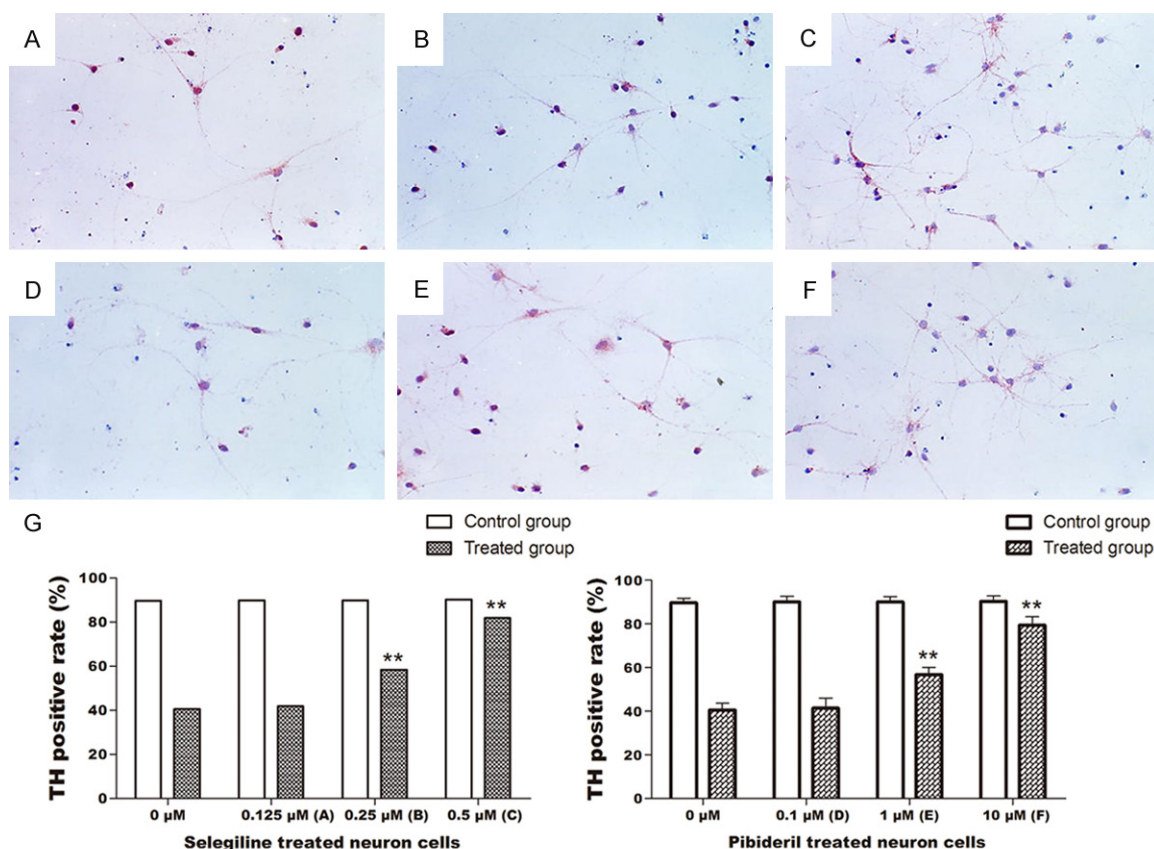 A
B
C
D
E
F
G
Control group
Treated group
TH positive rate (%)
100
80
60
40
20
0
**
**
0 µM
0.125 µM (A)
0.25 µM (B)
0.5 µM (C)
Selegiline treated neuron cells
Control group
Treated group
TH positive rate (%)
100
80
60
40
20
0
**
**
0 µM
0.1 µM (D)
1 µM (E)
10 µM (F)
Pibideril treated neuron cells